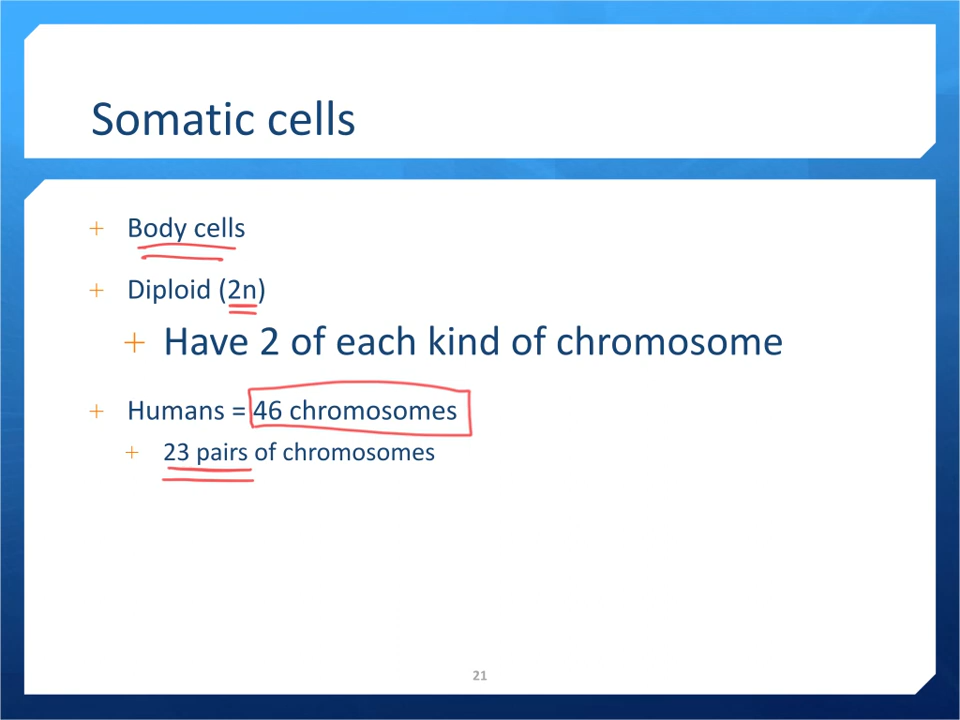 Somatic cells
+ Body cells
+ Diploid (2n)
+ Have 2 of each kind of chromosome
+ Humans = 46 chromosomes
+ 23 pairs of chromosomes
21